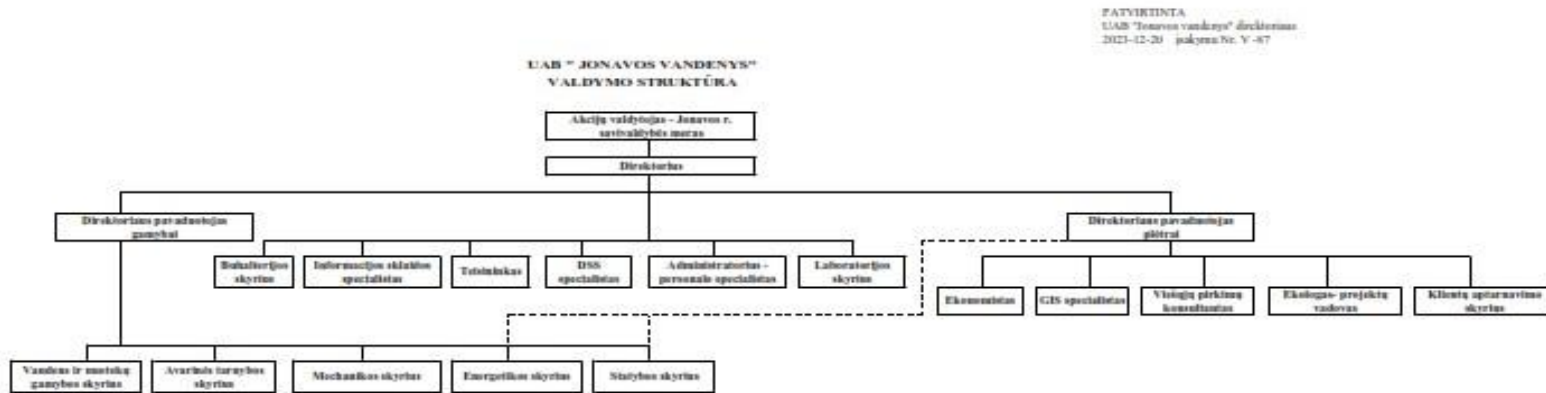 PATVIRTINTA
UAB "Jonavos vandenys" direktoriaus
2023-12-20 įsakymu Nr. V -87
UAB " JONAVOS VANDENYS"
VALDYMO STRUKTŪRA
Akcijų valdytojas - Jonavos r.
savivaldybės meras
Direktorius
Direktoriaus pavaduotojas
gamybai
Direktoriaus pavaduotojas
plėtrai
Buhalterijos
skyrius
Informacijos sklaidos
specialistas
Teisininkas
DSS
specialistas
Administratorius -
personalo specialistas
Laboratorijos
skyrius
Ekonomistas
GIS specialistas
Viešųjų pirkimų
konsultantas
Ekologas- projektų
vadovas
Klientų aptarnavimo
skyrius
Vandens ir nuotekų
gamybos skyrius
Avarinės tarnybos
skyrius
Mechanikos skyrius
Energetikos skyrius
Statybos skyrius